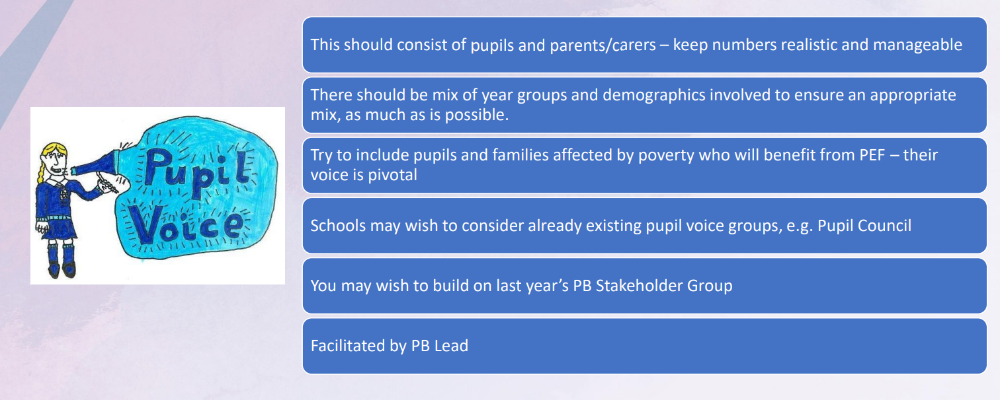 Pupil
Voice
This should consist of pupils and parents/carers – keep numbers realistic and manageable
There should be mix of year groups and demographics involved to ensure an appropriate
mix, as much as is possible.
Try to include pupils and families affected by poverty who will benefit from PEF – their
voice is pivotal
Schools may wish to consider already existing pupil voice groups, e.g. Pupil Council
You may wish to build on last year’s PB Stakeholder Group
Facilitated by PB Lead